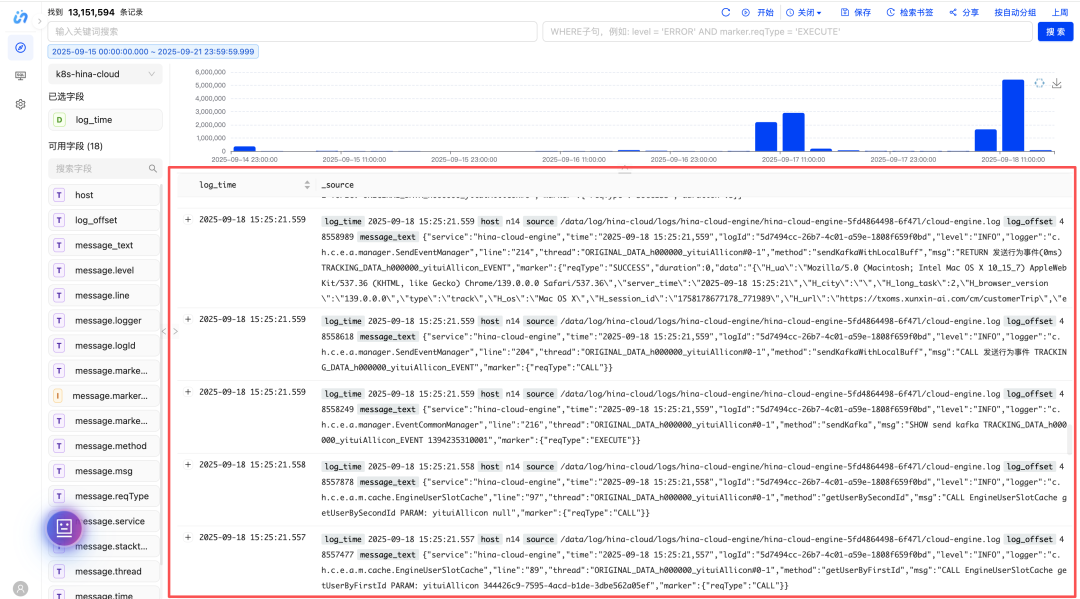 找到 13,151,594 条记录
开始
关闭
保存
检索书签
分享
按自动分组
上周
输入关键词搜索
WHERE子句，例如: level = 'ERROR' AND marker.reqType = 'EXECUTE'
搜 索
2025-09-15 00:00:00.000 ~ 2025-09-21 23:59:59.999
k8s-hina-cloud
已选字段
D log_time
可用字段 (18)
搜索字段
T host
T log_offset
T message_text
T message.level
T message.line
T message.logger
T message.logId
T message.marke...
I message.marker...
T message.marke...
T message.method
T message.msg
T message.reqType
essage.service
essage.stackt...
T message.thread
T message.time
6,000,000
5,000,000
4,000,000
3,000,000
2,000,000
1,000,000
0
2025-09-14 23:00:00
2025-09-15 11:00:00
2025-09-15 23:00:00
2025-09-16 11:00:00
2025-09-16 23:00:00
2025-09-17 11:00:00
2025-09-17 23:00:00
2025-09-18 11:00:00
log_time
_source
+ 2025-09-18 15:25:21.559
log_time 2025-09-18 15:25:21.559 host n14 source /data/log/hina-cloud/logs/hina-cloud-engine/hina-cloud-engine-5fd4864498-6f47l/cloud-engine.log log_offset 4
8558989 message_text {"service":"hina-cloud-engine","time":"2025-09-18 15:25:21,559","logId":"5d7494cc-26b7-4c01-a59e-1808f659f0bd","level":"INFO","logger":"c.
h.c.e.a.manager.SendEventManager","line":"214","thread":"ORIGINAL_DATA_h000000_yituiAllicon#0-1","method":"sendKafkaWithLocalBuff","msg":"RETURN 发送行为事件(0ms)
TRACKING_DATA_h000000_yituiAllicon_EVENT","marker":{"reqType":"SUCCESS","duration":0,"data":"{\"H_ua\":\"Mozilla/5.0 (Macintosh; Intel Mac OS X 10_15_7) AppleWeb
Kit/537.36 (KHTML, like Gecko) Chrome/139.0.0.0 Safari/537.36\",\"server_time\":\"2025-09-18 15:25:21\",\"H_city\":\"\",\"H_long_task\":2,\"H_browser_version
\":\"139.0.0.0\",\"type\":\"track\",\"H_os\":\"Mac OS X\",\"H_session_id\":\"1758178677178_771989\",\"H_url\":\"https://txoms.xunxin-ai.com/cm/customerTrip\",\"e
+ 2025-09-18 15:25:21.559
log_time 2025-09-18 15:25:21.559 host n14 source /data/log/hina-cloud/logs/hina-cloud-engine/hina-cloud-engine-5fd4864498-6f47l/cloud-engine.log log_offset 4
8558618 message_text {"service":"hina-cloud-engine","time":"2025-09-18 15:25:21,559","logId":"5d7494cc-26b7-4c01-a59e-1808f659f0bd","level":"INFO","logger":"c.
h.c.e.a.manager.SendEventManager","line":"204","thread":"ORIGINAL_DATA_h000000_yituiAllicon#0-1","method":"sendKafkaWithLocalBuff","msg":"CALL 发送行为事件 TRACKIN
G_DATA_h000000_yituiAllicon_EVENT","marker":{"reqType":"CALL"}}
+ 2025-09-18 15:25:21.559
log_time 2025-09-18 15:25:21.559 host n14 source /data/log/hina-cloud/logs/hina-cloud-engine/hina-cloud-engine-5fd4864498-6f47l/cloud-engine.log log_offset 4
8558249 message_text {"service":"hina-cloud-engine","time":"2025-09-18 15:25:21,559","logId":"5d7494cc-26b7-4c01-a59e-1808f659f0bd","level":"INFO","logger":"c.
h.c.e.a.manager.EventCommonManager","line":"216","thread":"ORIGINAL_DATA_h000000_yituiAllicon#0-1","method":"sendKafka","msg":"SHOW send kafka TRACKING_DATA_h000
000_yituiAllicon_EVENT 1394235310001","marker":{"reqType":"EXECUTE"}}
+ 2025-09-18 15:25:21.558
log_time 2025-09-18 15:25:21.558 host n14 source /data/log/hina-cloud/logs/hina-cloud-engine/hina-cloud-engine-5fd4864498-6f47l/cloud-engine.log log_offset 4
8557878 message_text {"service":"hina-cloud-engine","time":"2025-09-18 15:25:21,558","logId":"5d7494cc-26b7-4c01-a59e-1808f659f0bd","level":"INFO","logger":"c.
h.c.e.a.m.cache.EngineUserSlotCache","line":"97","thread":"ORIGINAL_DATA_h000000_yituiAllicon#0-1","method":"getUserBySecondId","msg":"CALL EngineUserSlotCache g
etUserBySecondId PARAM: yituiAllicon null","marker":{"reqType":"CALL"}}
+ 2025-09-18 15:25:21.557
log_time 2025-09-18 15:25:21.557 host n14 source /data/log/hina-cloud/logs/hina-cloud-engine/hina-cloud-engine-5fd4864498-6f47l/cloud-engine.log log_offset 4
8557477 message_text {"service":"hina-cloud-engine","time":"2025-09-18 15:25:21,557","logId":"5d7494cc-26b7-4c01-a59e-1808f659f0bd","level":"INFO","logger":"c.
h.c.e.a.m.cache.EngineUserSlotCache","line":"89","thread":"ORIGINAL_DATA_h000000_yituiAllicon#0-1","method":"getUserByFirstId","msg":"CALL EngineUserSlotCache ge
tUserByFirstId PARAM: yituiAllicon 344426c9-7595-4acd-b1de-3dbe562a05ef","marker":{"reqType":"CALL"}}